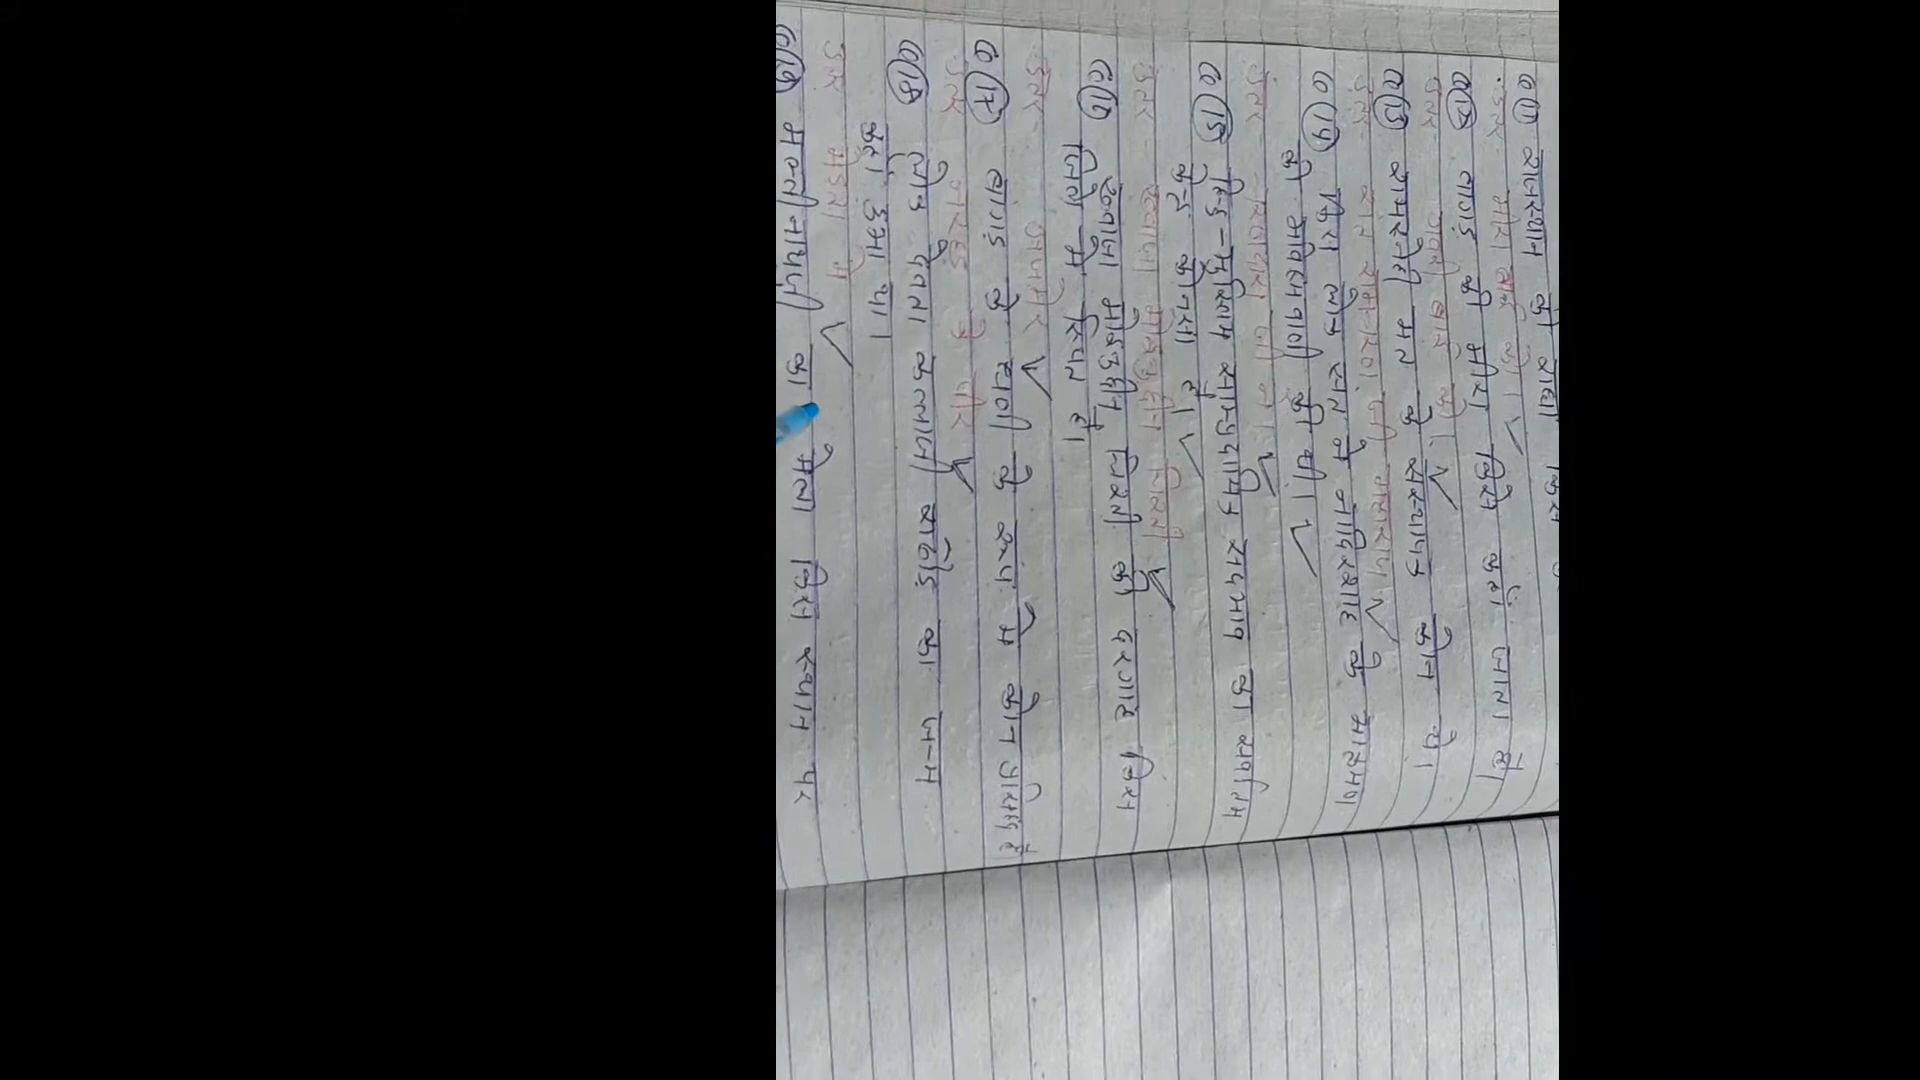 Q 11 राजस्थान की राधा किस
उत्तर - मीरा बाई को।
Q 12 वागड़ की मीरा किसे कहाँ जाता है।
उत्तर - गवरी बाई को।
Q 13 रामस्नेही मत के संस्थापक कौन थे।
उत्तर - संत रामचरण जी महाराज
Q 14 किस लोक संत ने नादिरशाह के आक्रमण
की भविष्यवाणी की थी।
उत्तर - चरणदास जी ने।
Q 15 हिन्दू - मुस्लिम साम्प्रदायिक सदभाव का सर्वोत्तम
केन्द्र कौनसा है।
उत्तर - ख्वाजा मोइनुद्दीन चिश्ती
Q 16 ख्वाजा मोइनुद्दीन चिश्ती की दरगाह किस
जिले में स्थित है।
उत्तर - अजमेर
Q 17 बागड़ के धणी के रूप में कौन प्रसिद्ध है
उत्तर
Q 18 लोक देवता कल्लाजी राठौड़ का जन्म
कहाँ हुआ था।
उत्तर मेड़ता में
Q 19 मल्लीनाथजी का मेला किस स्थान पर